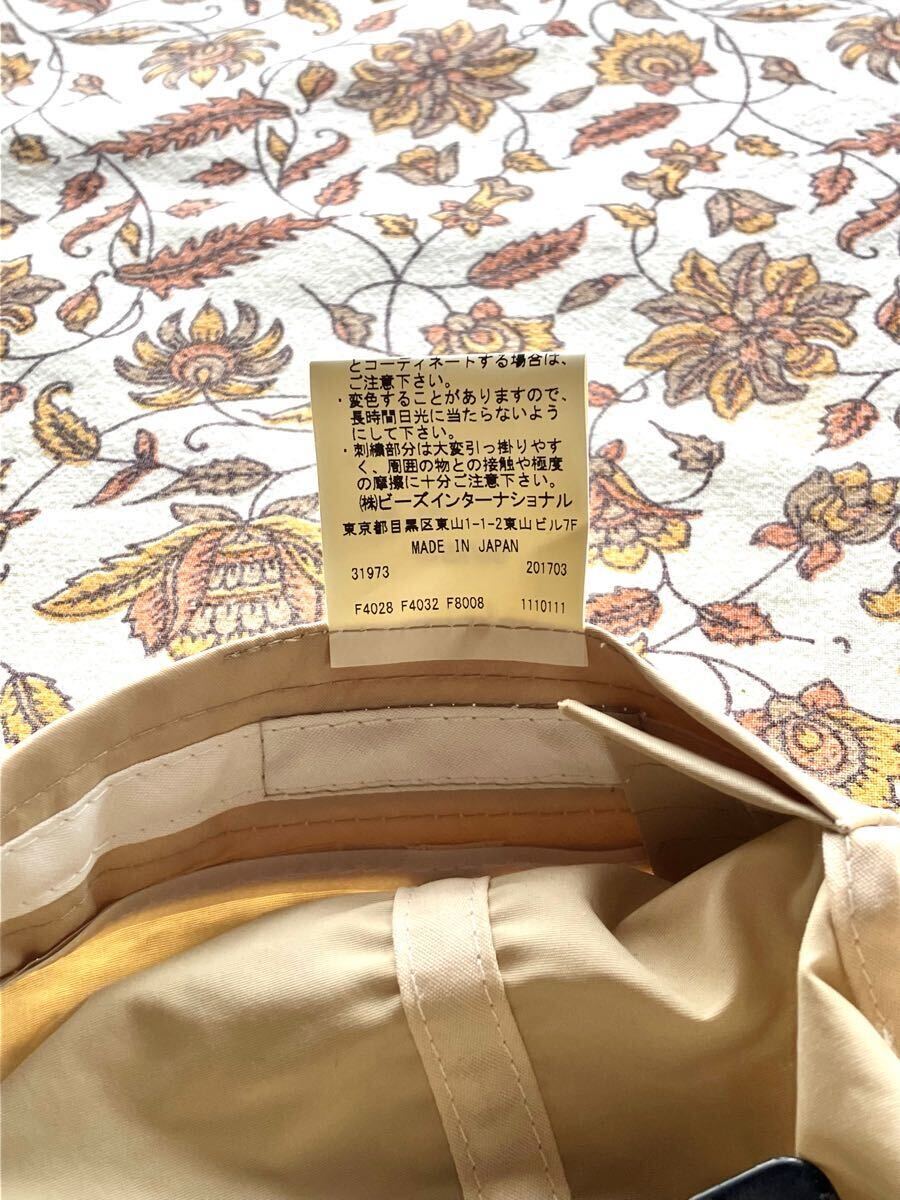 とコーディネートする場合は、
ご注意下さい。
・変色することがありますので、
長時間日光に当たらないよう
にして下さい。
・刺繍部分は大変引っ掛りやす
く、周囲の物との接触や極度
の摩擦に十分ご注意下さい。
㈱ビーズインターナショナル
東京都目黒区東山1-1-2東山ビル7F
MADE IN JAPAN
31973 201703
F4028 F4032 F8008 1110111